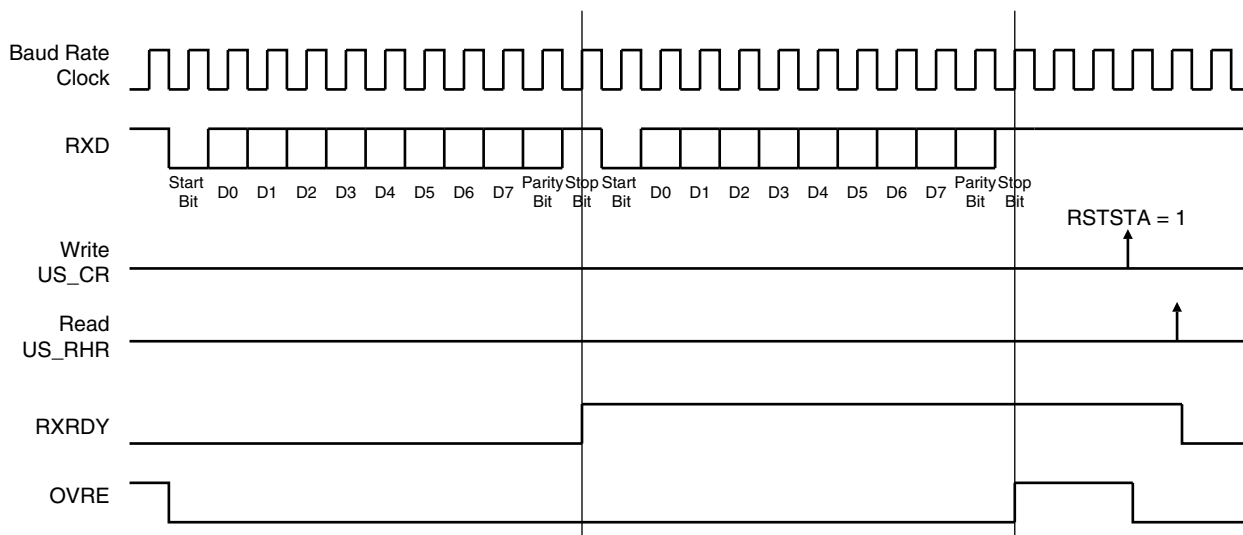 Baud Rate
Clock
RXD
Start
Bit
D0
D1
D2
D3
D4
D5
D6
D7
Parity
Bit
Stop
Bit
Start
Bit
D0
D1
D2
D3
D4
D5
D6
D7
Parity
Bit
Stop
Bit
RSTSTA = 1
Write
US_CR
Read
US_RHR
RXRDY
OVRE